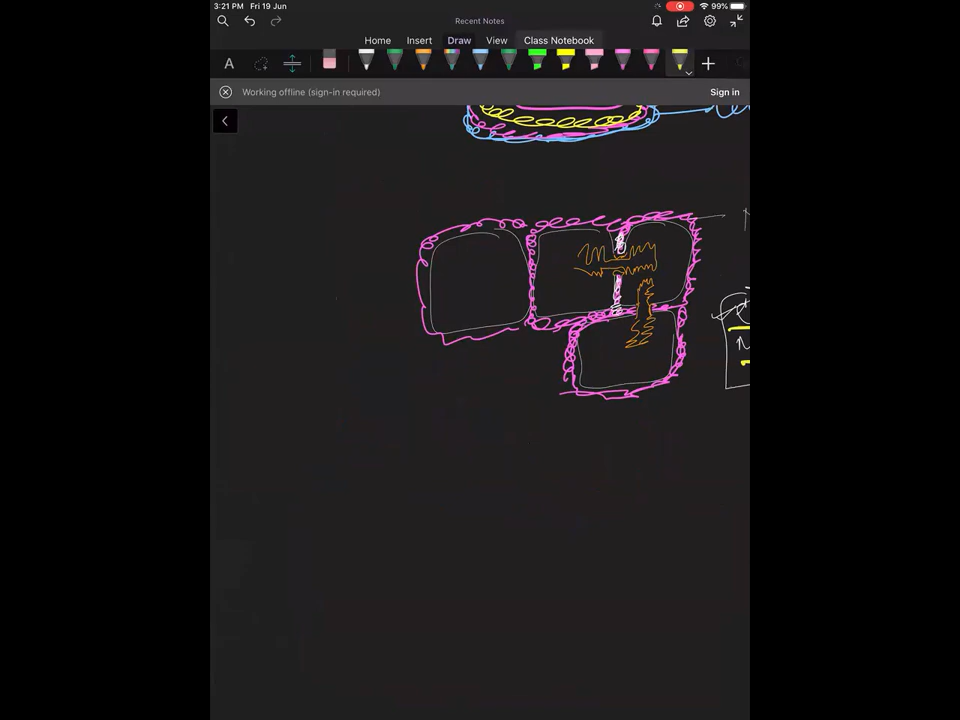 3:21 PM Fri 19 Jun
99%
Recent Notes
Home Insert Draw View Class Notebook
A
Working offline (sign-in required) Sign in